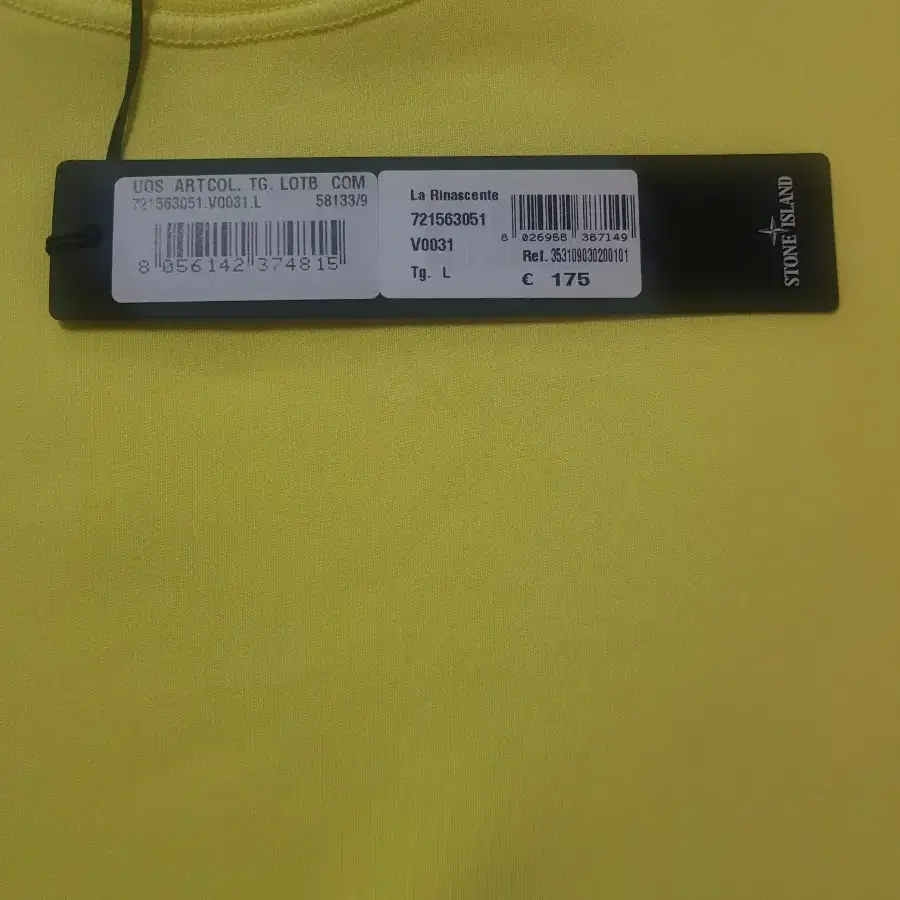 UOS ARTCOL. TG. LOTB COM
721563051.V0031.L 58133/9
8 056142 374815
La Rinascente
721563051
V0031
8 026958 387149
Ref. 353109030200101
Tg. L
€ 175
STONE ISLAND